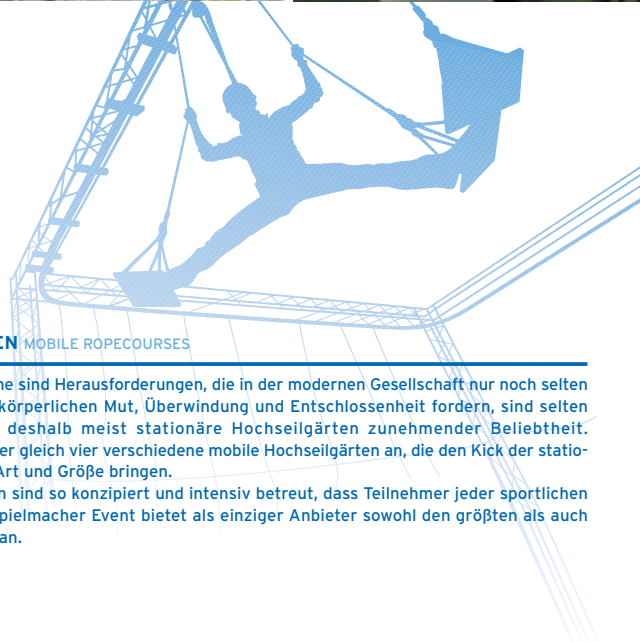 EN MOBILE ROPECOURSES
ne sind Herausforderungen, die in der modernen Gesellschaft nur noch selten
körperlichen Mut, Überwindung und Entschlossenheit fordern, sind selten
deshalb meist stationäre Hochseilgärten zunehmender Beliebtheit.
er gleich vier verschiedene mobile Hochseilgärten an, die den Kick der statio-
Art und Größe bringen.
n sind so konzipiert und intensiv betreut, dass Teilnehmer jeder sportlichen
pielmacher Event bietet als einziger Anbieter sowohl den größten als auch
an.